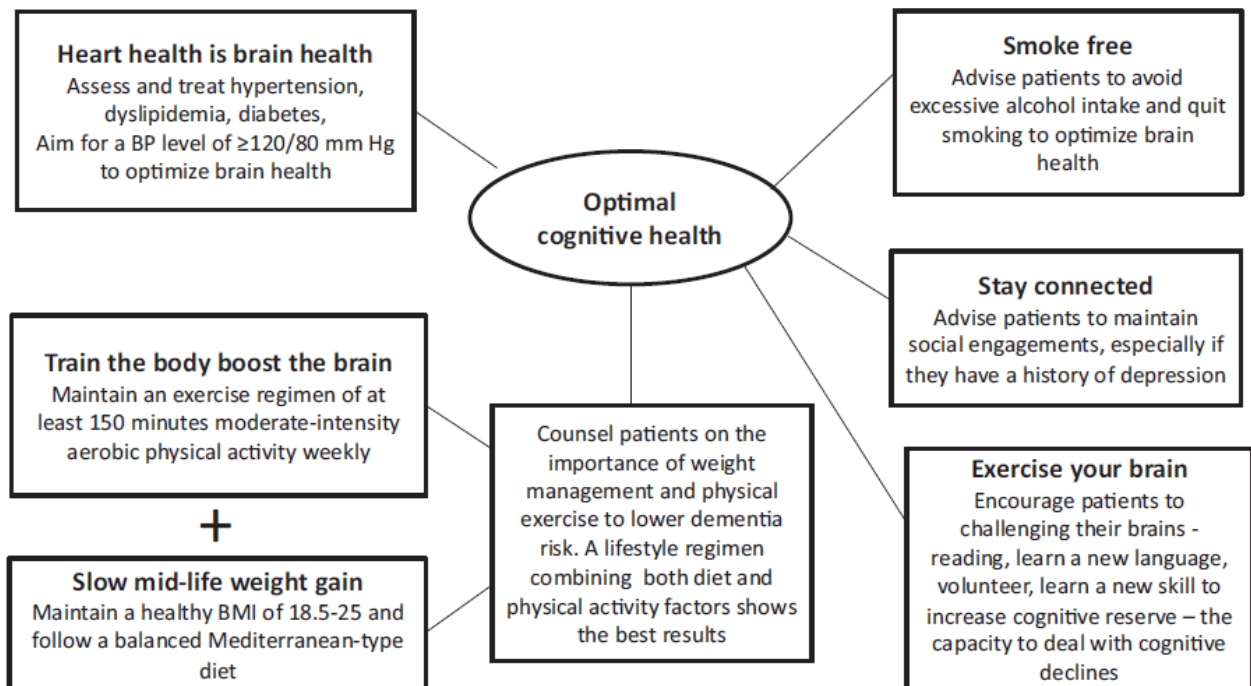 Heart health is brain health
Assess and treat hypertension,
dyslipidemia, diabetes,
Aim for a BP level of ≥120/80 mm Hg
to optimize brain health
Smoke free
Advise patients to avoid
excessive alcohol intake and quit
smoking to optimize brain
health
Optimal
cognitive health
Stay connected
Advise patients to maintain
social engagements, especially if
they have a history of depression
Train the body boost the brain
Maintain an exercise regimen of at
least 150 minutes moderate-intensity
aerobic physical activity weekly
+
Slow mid-life weight gain
Maintain a healthy BMI of 18.5-25 and
follow a balanced Mediterranean-type
diet
Counsel patients on the
importance of weight
management and physical
exercise to lower dementia
risk. A lifestyle regimen
combining both diet and
physical activity factors shows
the best results
Exercise your brain
Encourage patients to
challenging their brains -
reading, learn a new language,
volunteer, learn a new skill to
increase cognitive reserve – the
capacity to deal with cognitive
declines